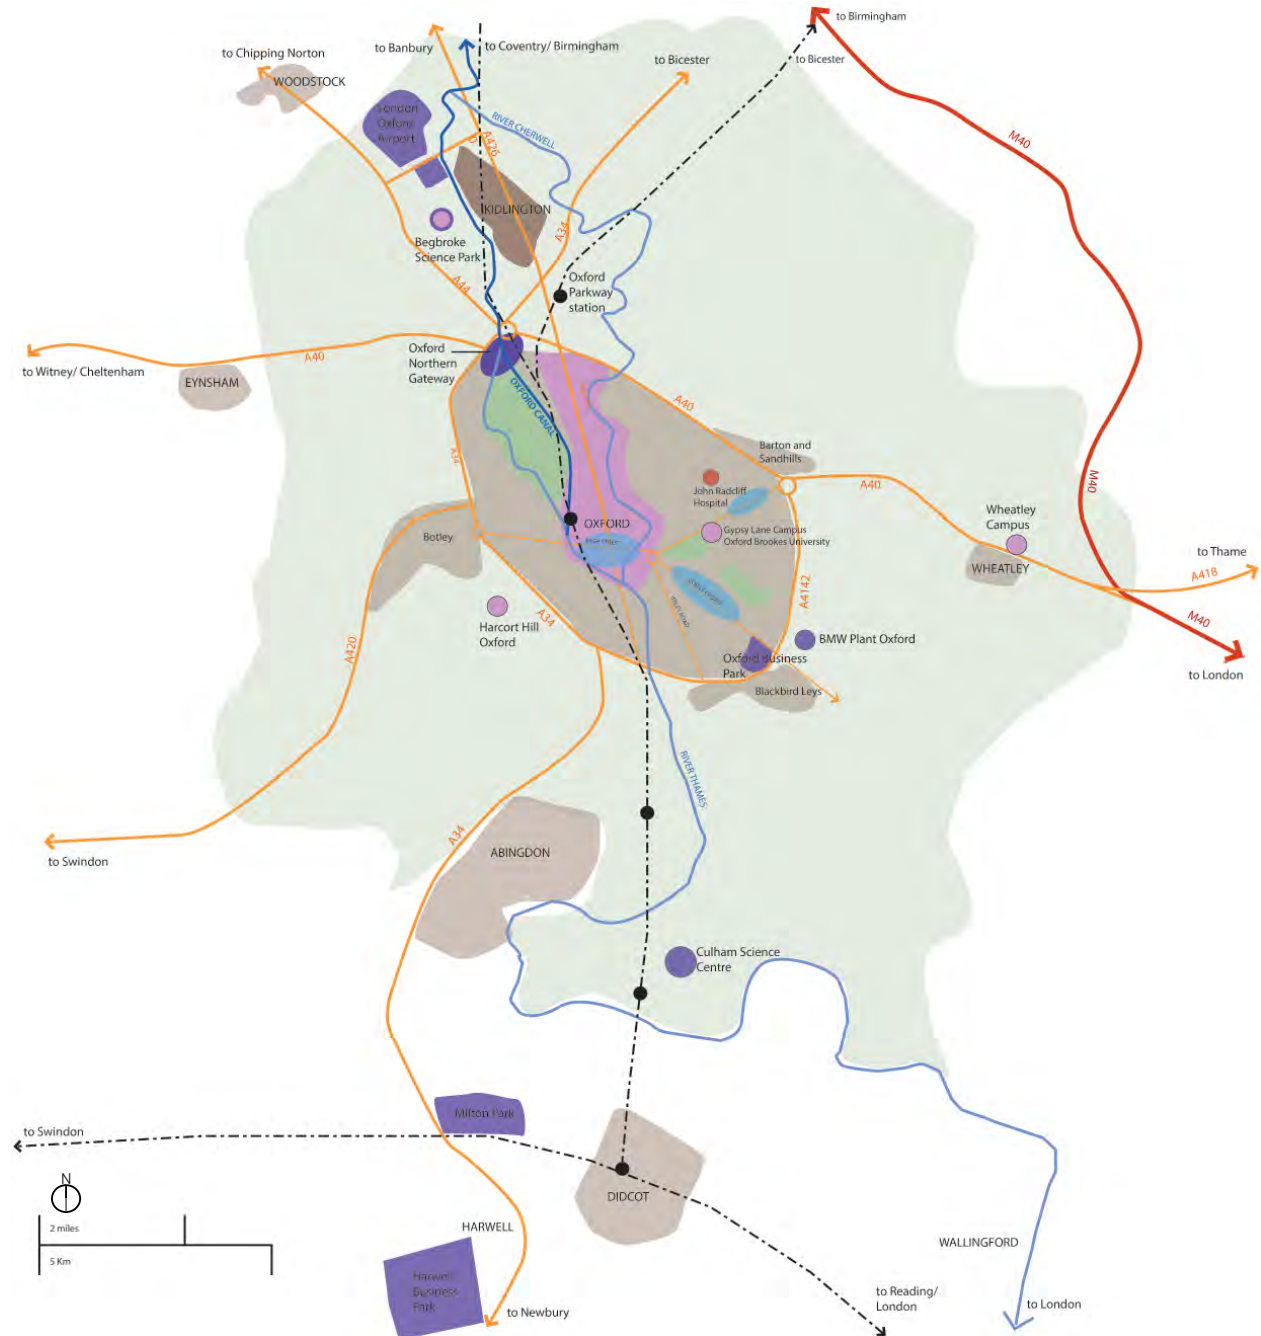 to Birmingham
to Banbury
to Coventry/ Birmingham
to Chipping Norton
to Bicester
to Bicester
WOODSTOCK
London
Oxford
Airport
RIVER CHERWELL
M40
A426
0
KIDLINGTON
A34
Begbroke
Science Park
A44
Oxford
Parkway
station
A40
to Witney/ Cheltenham
EYNSHAM
Oxford
Northern
Gateway
OXFORD CANAL
A40
A34
Barton and
Sandhills
John Radcliff
Hospital
A40
M40
Wheatley
Campus
OXFORD
Gypsy Lane Campus
Oxford Brookes University
Botley
WHEATLEY
to Thame
A418
A4142
M40
Harcort Hill
Oxford
A34
BMW Plant Oxford
A420
Oxford Business
Park
to London
Blackbird Leys
RIVER THAMES
A34
to Swindon
ABINGDON
Culham Science
Centre
Milton Park
to Swindon
N
DIDCOT
2 miles
5 Km
HARWELL
WALLINGFORD
Harwell
Business
Park
to Newbury
to Reading/
London
to London